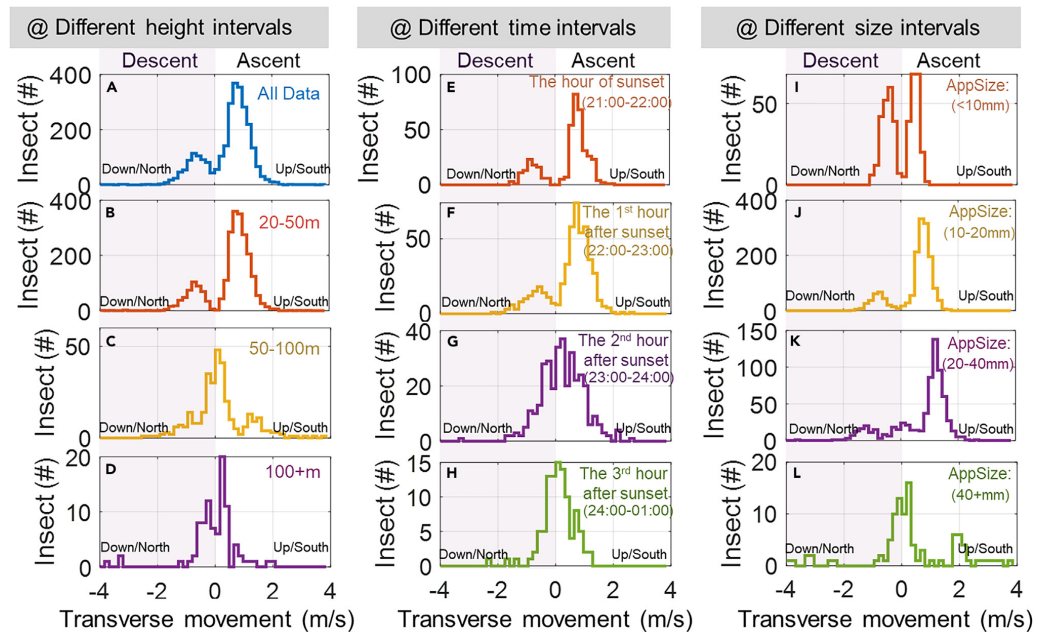 @ Different height intervals
@ Different time intervals
@ Different size intervals
Descent Ascent
Descent Ascent
Descent Ascent
400
200
0
Insect (#)
A
All Data
Down/North
Up/South
100
50
0
Insect (#)
E
The hour of sunset
(21:00-22:00)
Down/North
Up/South
50
0
Insect (#)
I
AppSize:
(<10mm)
Down/North
Up/South
400
200
0
Insect (#)
B
20-50m
Down/North
Up/South
50
0
Insect (#)
F
The 1st hour
after sunset
(22:00-23:00)
Down/North
Up/South
400
200
0
Insect (#)
J
AppSize:
(10-20mm)
Down/North
Up/South
50
0
Insect (#)
C
50-100m
Down/North
Up/South
40
20
0
Insect (#)
G
The 2nd hour
after sunset
(23:00-24:00)
Down/North
Up/South
150
100
50
0
Insect (#)
K
AppSize:
(20-40mm)
Down/North
Up/South
20
10
0
Insect (#)
D
100+m
Down/North
Up/South
-4 -2 0 2 4
Transverse movement (m/s)
15
10
5
0
Insect (#)
H
The 3rd hour
after sunset
(24:00-01:00)
Down/North
Up/South
-4 -2 0 2 4
Transverse movement (m/s)
20
10
0
Insect (#)
L
AppSize:
(40+mm)
Down/North
Up/South
-4 -2 0 2 4
Transverse movement (m/s)